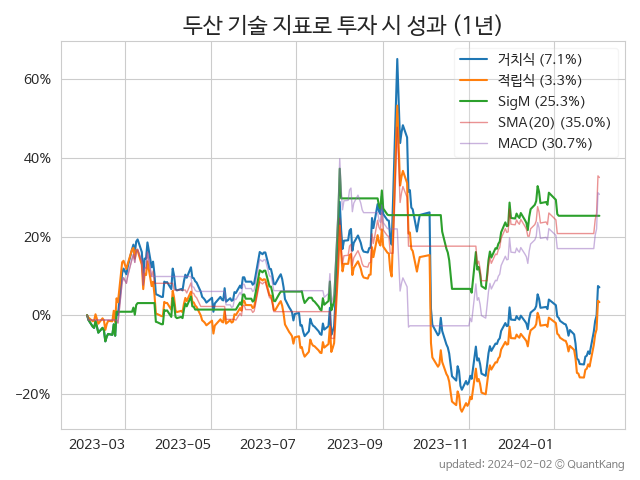 두산 기술 지표로 투자 시 성과 (1년)
거치식 (7.1%)
적립식 (3.3%)
SigM (25.3%)
SMA(20) (35.0%)
MACD (30.7%)
60%
40%
20%
0%
−20%
2023-03 2023-05 2023-07 2023-09 2023-11 2024-01
updated: 2024-02-02 © QuantKang